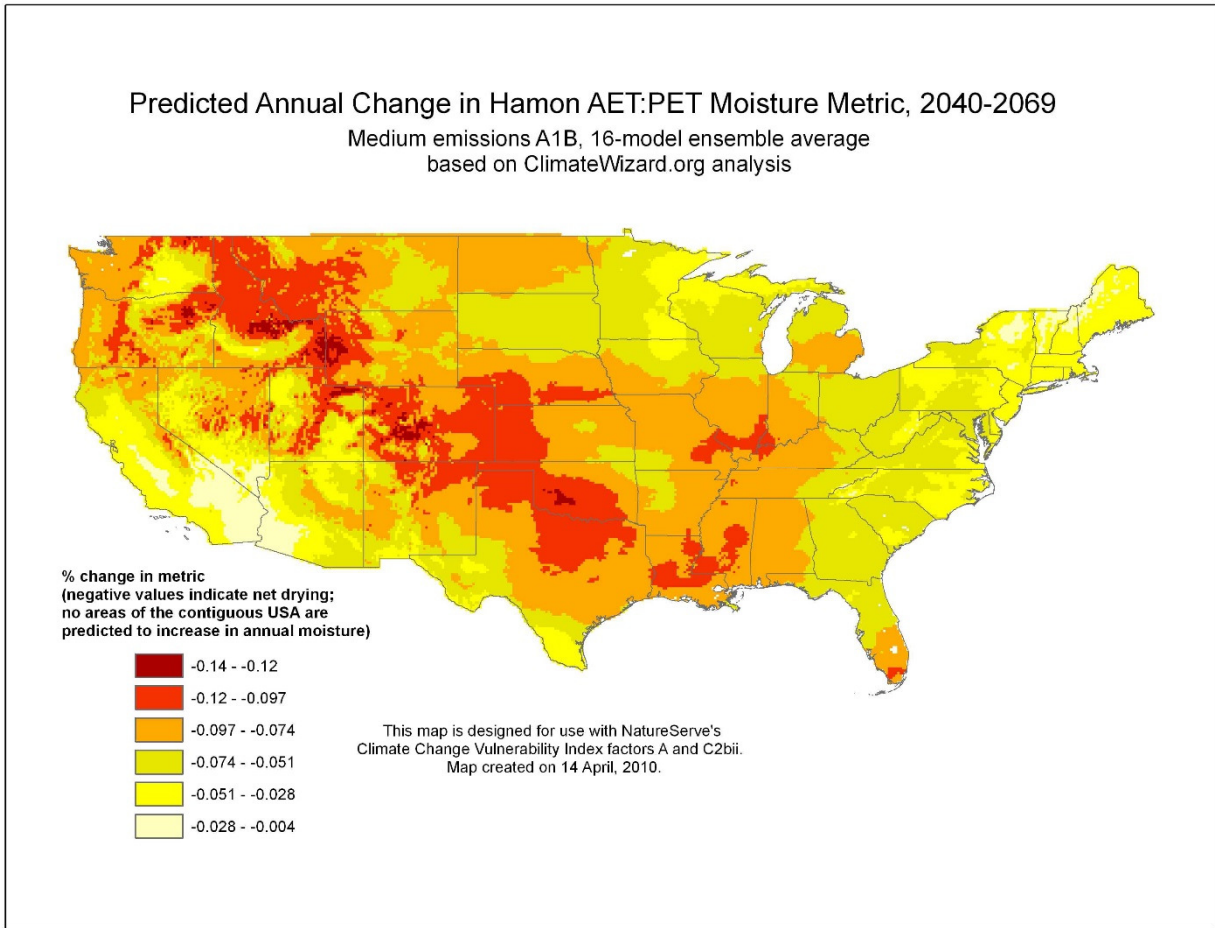 Predicted Annual Change in Hamon AET:PET Moisture Metric, 2040-2069
Medium emissions A1B, 16-model ensemble average
based on ClimateWizard.org analysis
% change in metric
(negative values indicate net drying;
no areas of the contiguous USA are
predicted to increase in annual moisture)
-0.14 - -0.12
-0.12 - -0.097
-0.097 - -0.074
-0.074 - -0.051
-0.051 - -0.028
-0.028 - -0.004
This map is designed for use with NatureServe's
Climate Change Vulnerability Index factors A and C2bii.
Map created on 14 April, 2010.